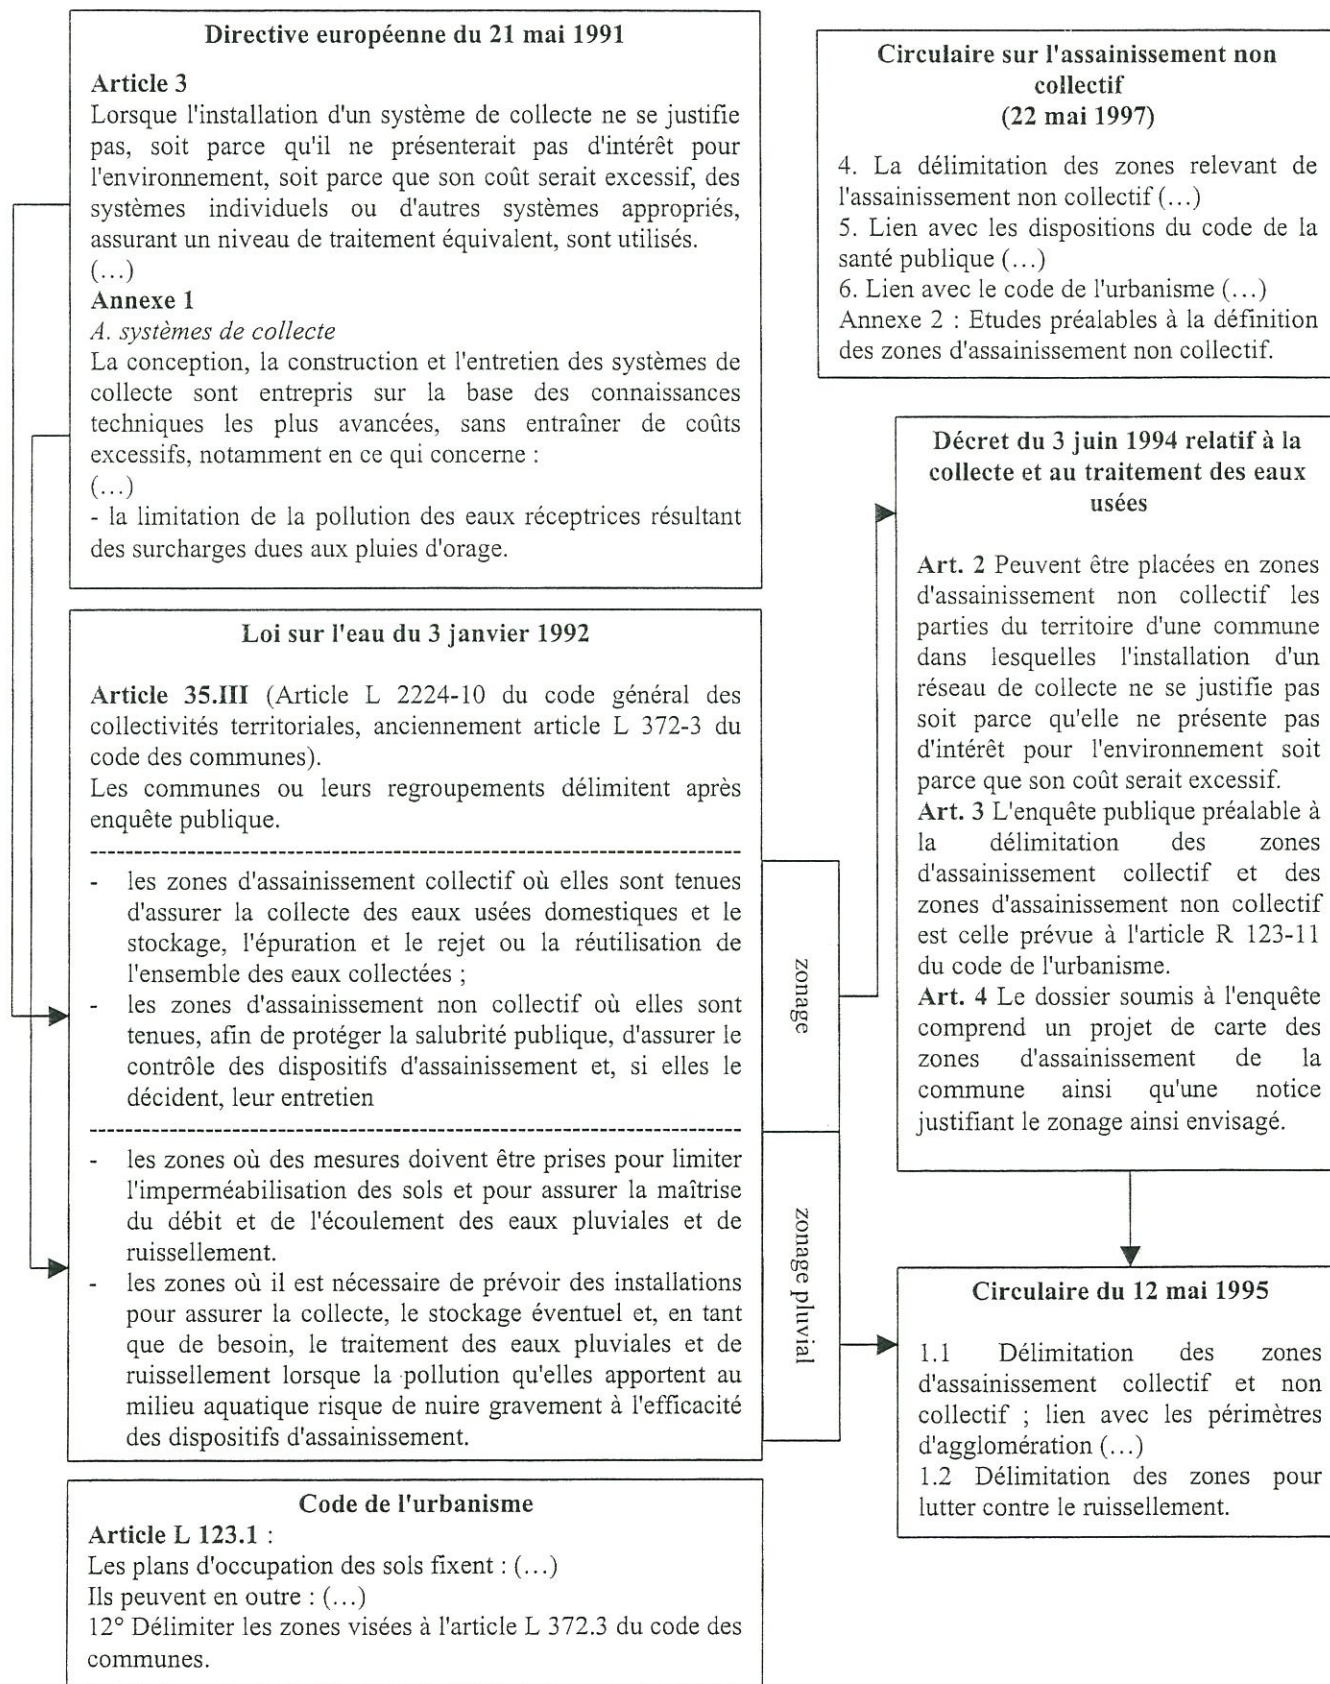 Directive européenne du 21 mai 1991
Article 3
Lorsque l'installation d'un système de collecte ne se justifie
pas, soit parce qu'il ne présenterait pas d'intérêt pour
l'environnement, soit parce que son coût serait excessif, des
systèmes individuels ou d'autres systèmes appropriés,
assurant un niveau de traitement équivalent, sont utilisés.
(…)
Annexe 1
A. systèmes de collecte
La conception, la construction et l'entretien des systèmes de
collecte sont entrepris sur la base des connaissances
techniques les plus avancées, sans entraîner de coûts
excessifs, notamment en ce qui concerne :
(…)
- la limitation de la pollution des eaux réceptrices résultant
des surcharges dues aux pluies d'orage.
Loi sur l'eau du 3 janvier 1992
Article 35.III (Article L 2224-10 du code général des
collectivités territoriales, anciennement article L 372-3 du
code des communes).
Les communes ou leurs regroupements délimitent après
enquête publique.
- les zones d'assainissement collectif où elles sont tenues
d'assurer la collecte des eaux usées domestiques et le
stockage, l'épuration et le rejet ou la réutilisation de
l'ensemble des eaux collectées ;
- les zones d'assainissement non collectif où elles sont
tenues, afin de protéger la salubrité publique, d'assurer le
contrôle des dispositifs d'assainissement et, si elles le
décident, leur entretien
- les zones où des mesures doivent être prises pour limiter
l'imperméabilisation des sols et pour assurer la maîtrise
du débit et de l'écoulement des eaux pluviales et de
ruissellement.
- les zones où il est nécessaire de prévoir des installations
pour assurer la collecte, le stockage éventuel et, en tant
que de besoin, le traitement des eaux pluviales et de
ruissellement lorsque la pollution qu'elles apportent au
milieu aquatique risque de nuire gravement à l'efficacité
des dispositifs d'assainissement.
zonage
zonage pluvial
Code de l'urbanisme
Article L 123.1 :
Les plans d'occupation des sols fixent : (…)
Ils peuvent en outre : (…)
12° Délimiter les zones visées à l'article L 372.3 du code des
communes.
Circulaire sur l'assainissement non
collectif
(22 mai 1997)
4. La délimitation des zones relevant de
l'assainissement non collectif (…)
5. Lien avec les dispositions du code de la
santé publique (…)
6. Lien avec le code de l'urbanisme (…)
Annexe 2 : Etudes préalables à la définition
des zones d'assainissement non collectif.
Décret du 3 juin 1994 relatif à la
collecte et au traitement des eaux
usées
Art. 2 Peuvent être placées en zones
d'assainissement non collectif les
parties du territoire d'une commune
dans lesquelles l'installation d'un
réseau de collecte ne se justifie pas
soit parce qu'elle ne présente pas
d'intérêt pour l'environnement soit
parce que son coût serait excessif.
Art. 3 L'enquête publique préalable à
la délimitation des zones
d'assainissement collectif et des
zones d'assainissement non collectif
est celle prévue à l'article R 123-11
du code de l'urbanisme.
Art. 4 Le dossier soumis à l'enquête
comprend un projet de carte des
zones d'assainissement de la
commune ainsi qu'une notice
justifiant le zonage ainsi envisagé.
Circulaire du 12 mai 1995
1.1 Délimitation des zones
d'assainissement collectif et non
collectif ; lien avec les périmètres
d'agglomération (…)
1.2 Délimitation des zones pour
lutter contre le ruissellement.